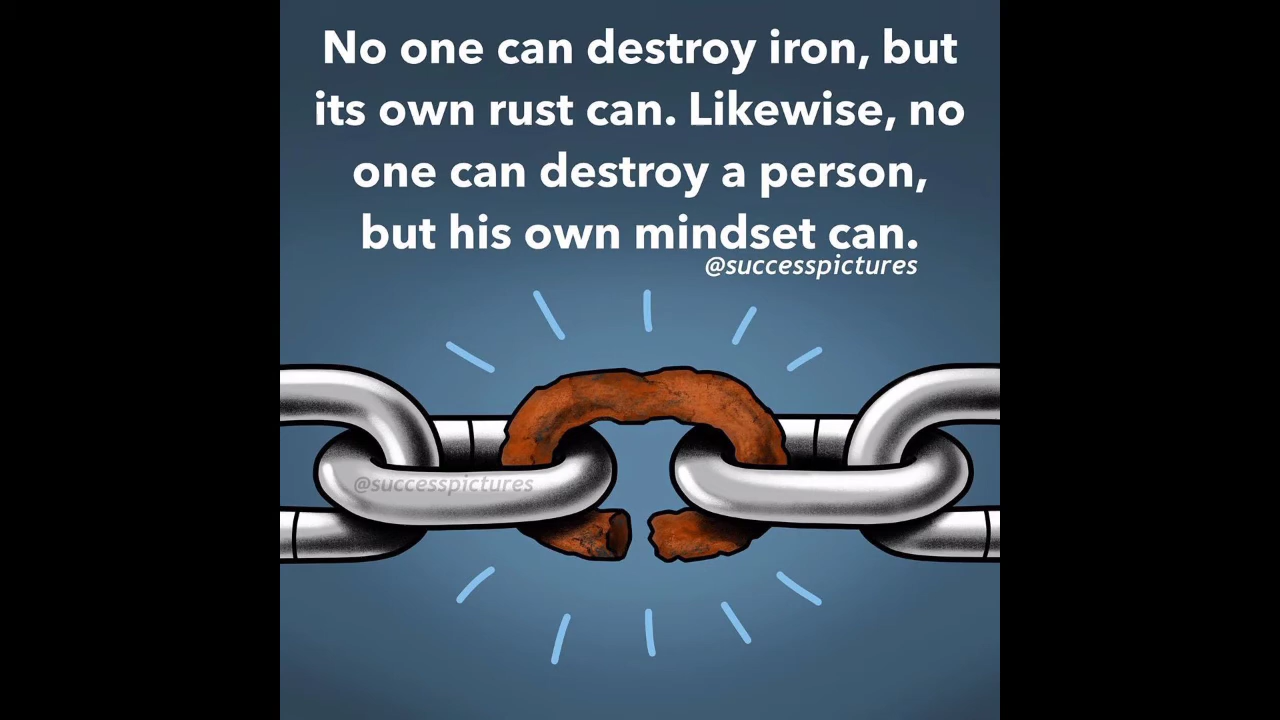 No one can destroy iron, but
its own rust can. Likewise, no
one can destroy a person,
but his own mindset can.
@successpictures
@successpictures